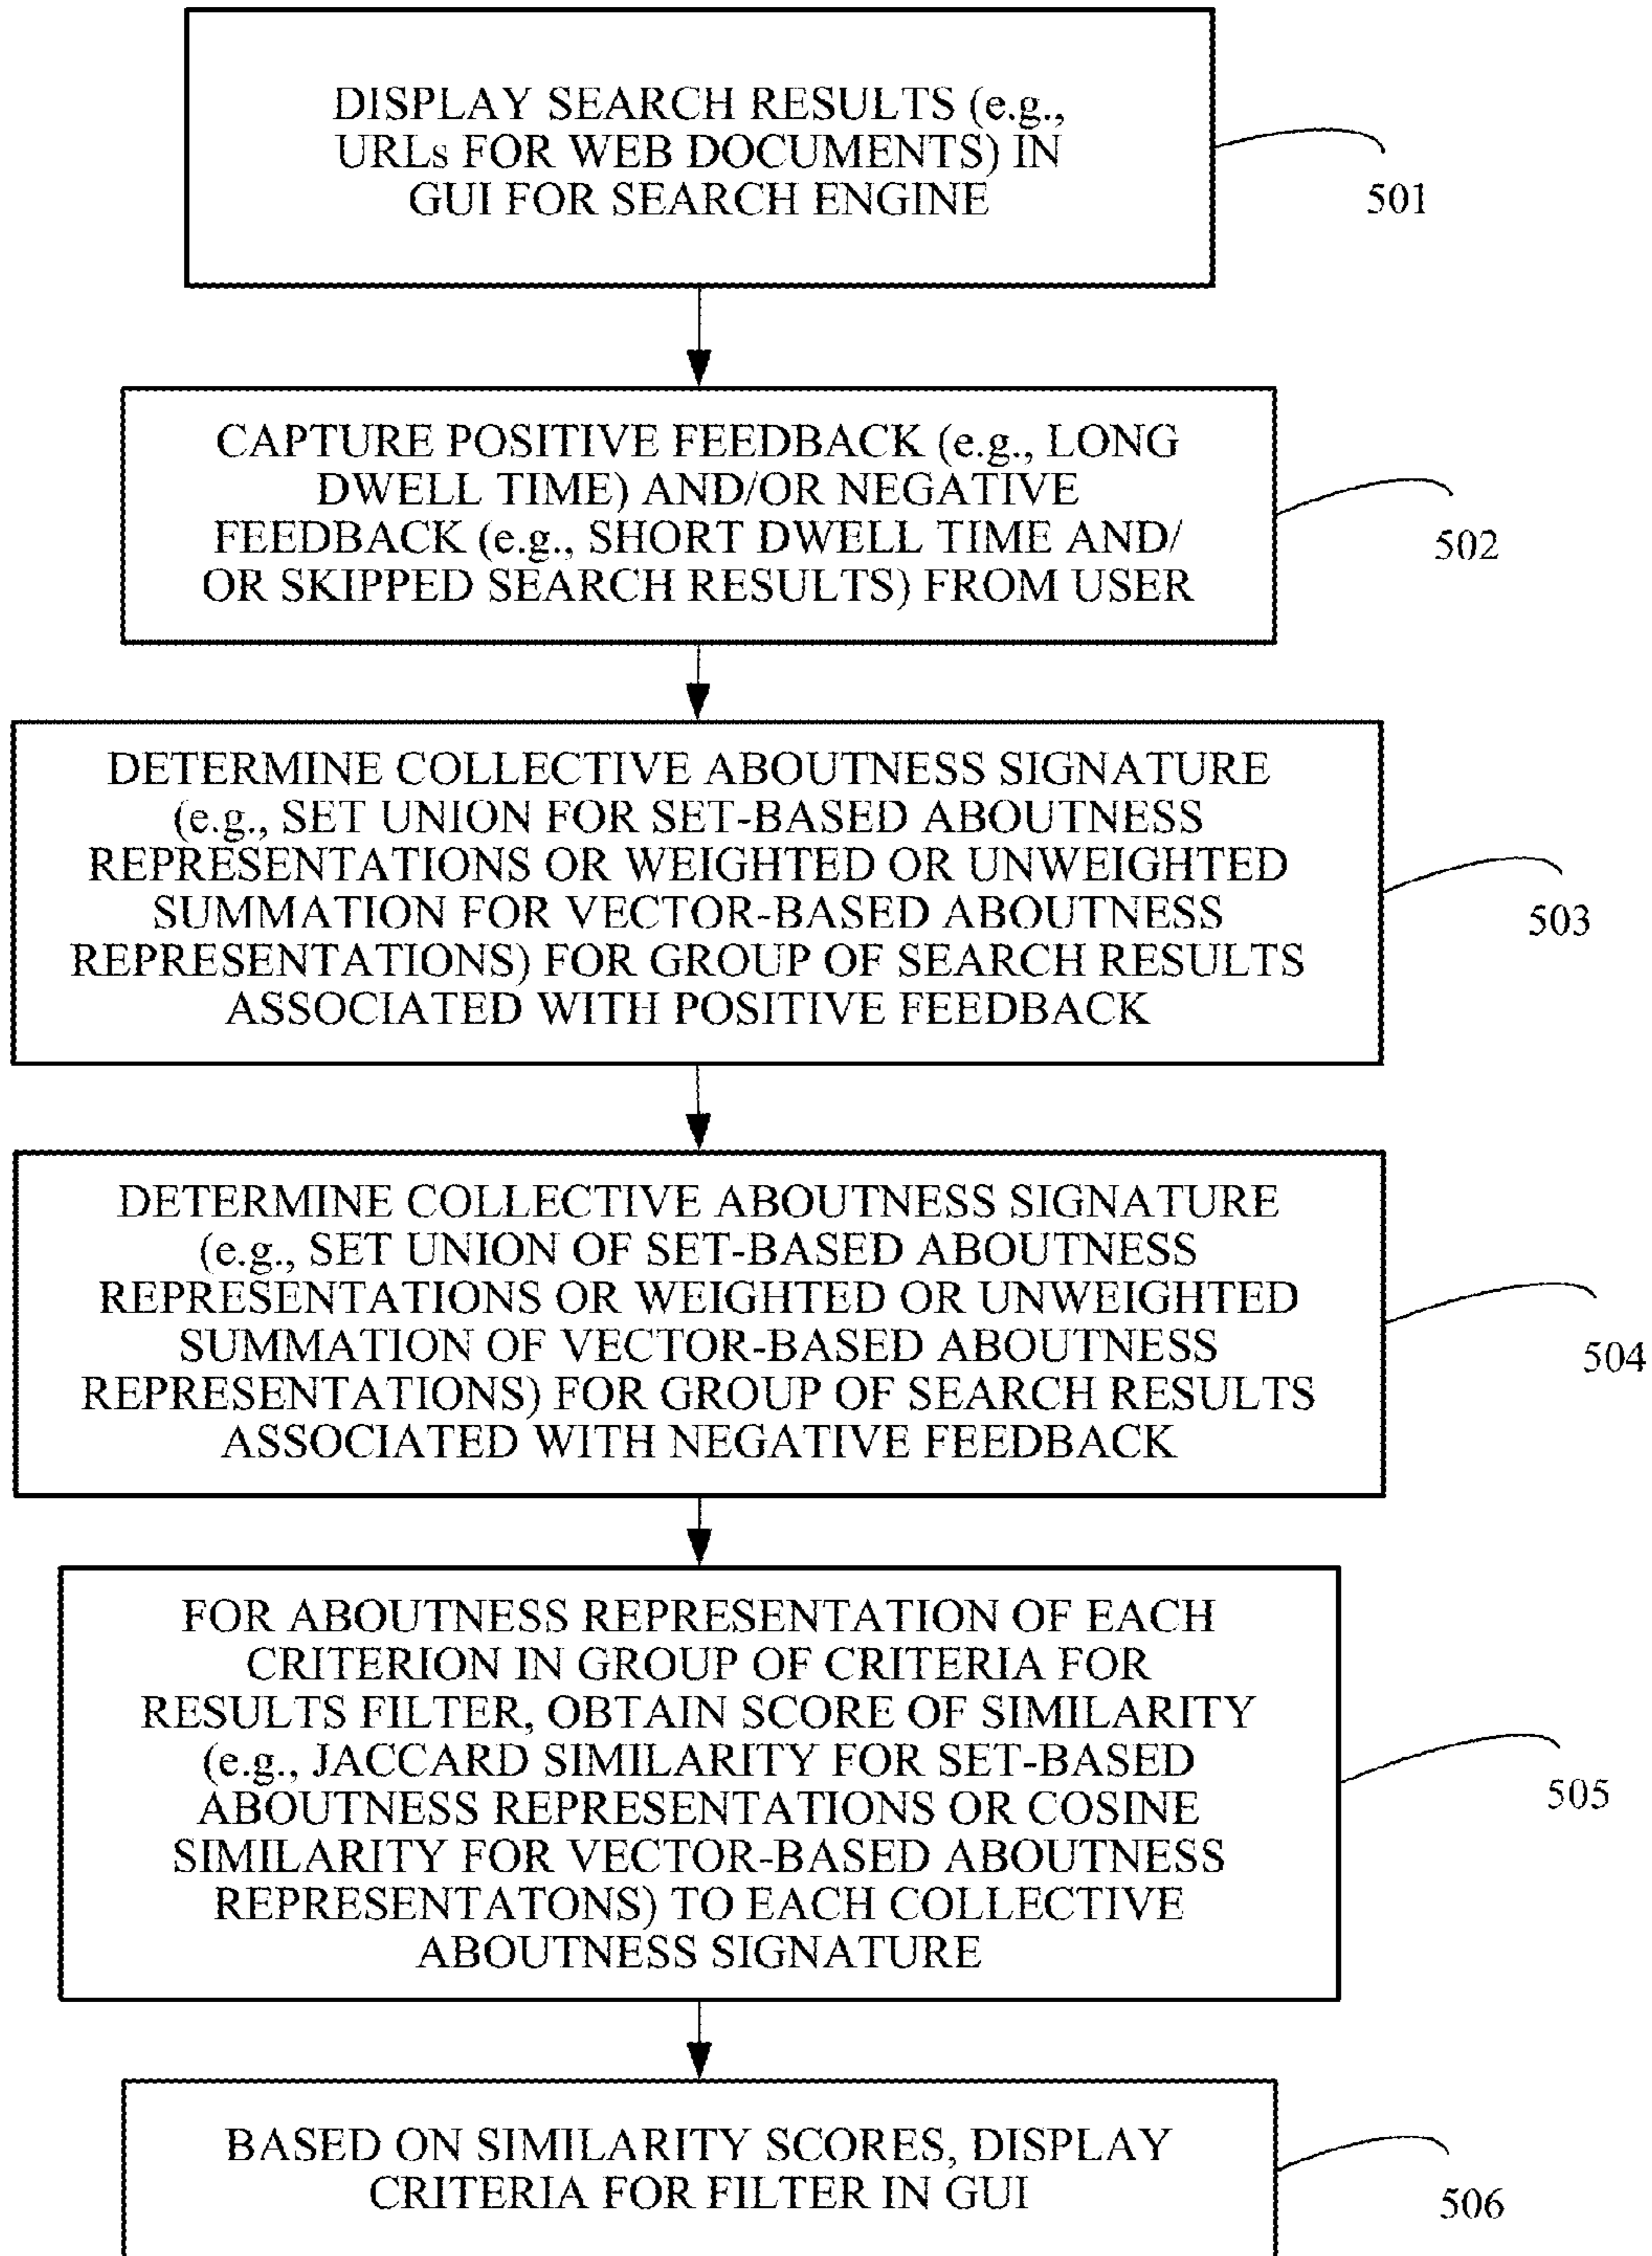 DISPLAY SEARCH RESULTS (e.g.,
URLs FOR WEB DOCUMENTS) IN
GUI FOR SEARCH ENGINE
501
CAPTURE POSITIVE FEEDBACK (e.g., LONG
DWELL TIME) AND/OR NEGATIVE
FEEDBACK (e.g., SHORT DWELL TIME AND/
OR SKIPPED SEARCH RESULTS) FROM USER
502
DETERMINE COLLECTIVE ABOUTNESS SIGNATURE
(e.g., SET UNION FOR SET-BASED ABOUTNESS
REPRESENTATIONS OR WEIGHTED OR UNWEIGHTED
SUMMATION FOR VECTOR-BASED ABOUTNESS
REPRESENTATIONS) FOR GROUP OF SEARCH RESULTS
ASSOCIATED WITH POSITIVE FEEDBACK
503
DETERMINE COLLECTIVE ABOUTNESS SIGNATURE
(e.g., SET UNION OF SET-BASED ABOUTNESS
REPRESENTATIONS OR WEIGHTED OR UNWEIGHTED
SUMMATION OF VECTOR-BASED ABOUTNESS
REPRESENTATIONS) FOR GROUP OF SEARCH RESULTS
ASSOCIATED WITH NEGATIVE FEEDBACK
504
FOR ABOUTNESS REPRESENTATION OF EACH
CRITERION IN GROUP OF CRITERIA FOR
RESULTS FILTER, OBTAIN SCORE OF SIMILARITY
(e.g., JACCARD SIMILARITY FOR SET-BASED
ABOUTNESS REPRESENTATIONS OR COSINE
SIMILARITY FOR VECTOR-BASED ABOUTNESS
REPRESENTATONS) TO EACH COLLECTIVE
ABOUTNESS SIGNATURE
505
BASED ON SIMILARITY SCORES, DISPLAY
CRITERIA FOR FILTER IN GUI
506